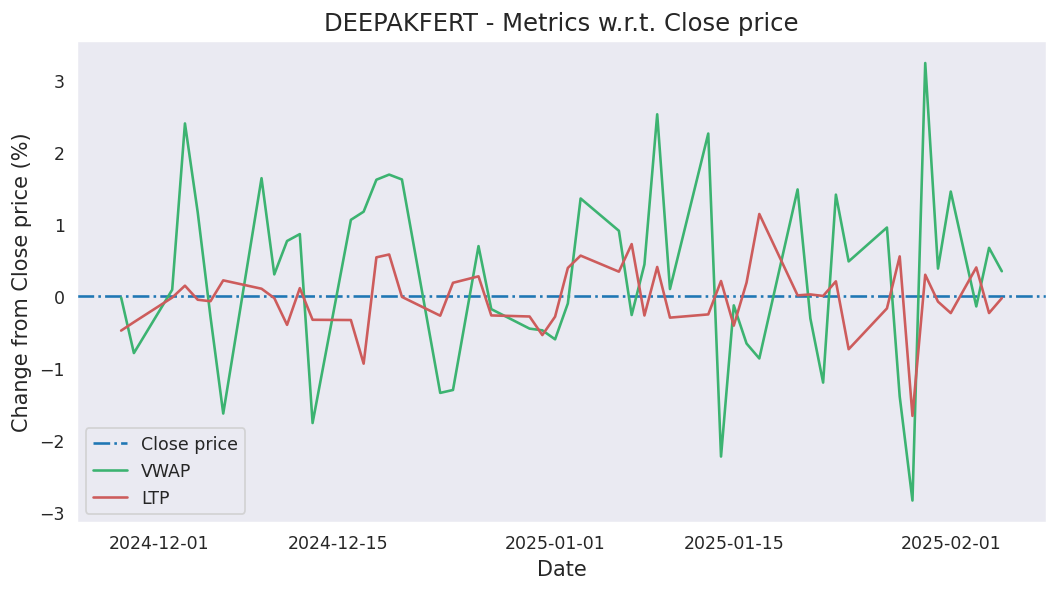 DEEPAKFERT - Metrics w.r.t. Close price
Change from Close price (%)
3
2
1
0
−1
−2
−3
Close price
VWAP
LTP
2024-12-01
2024-12-15
2025-01-01
2025-01-15
2025-02-01
Date